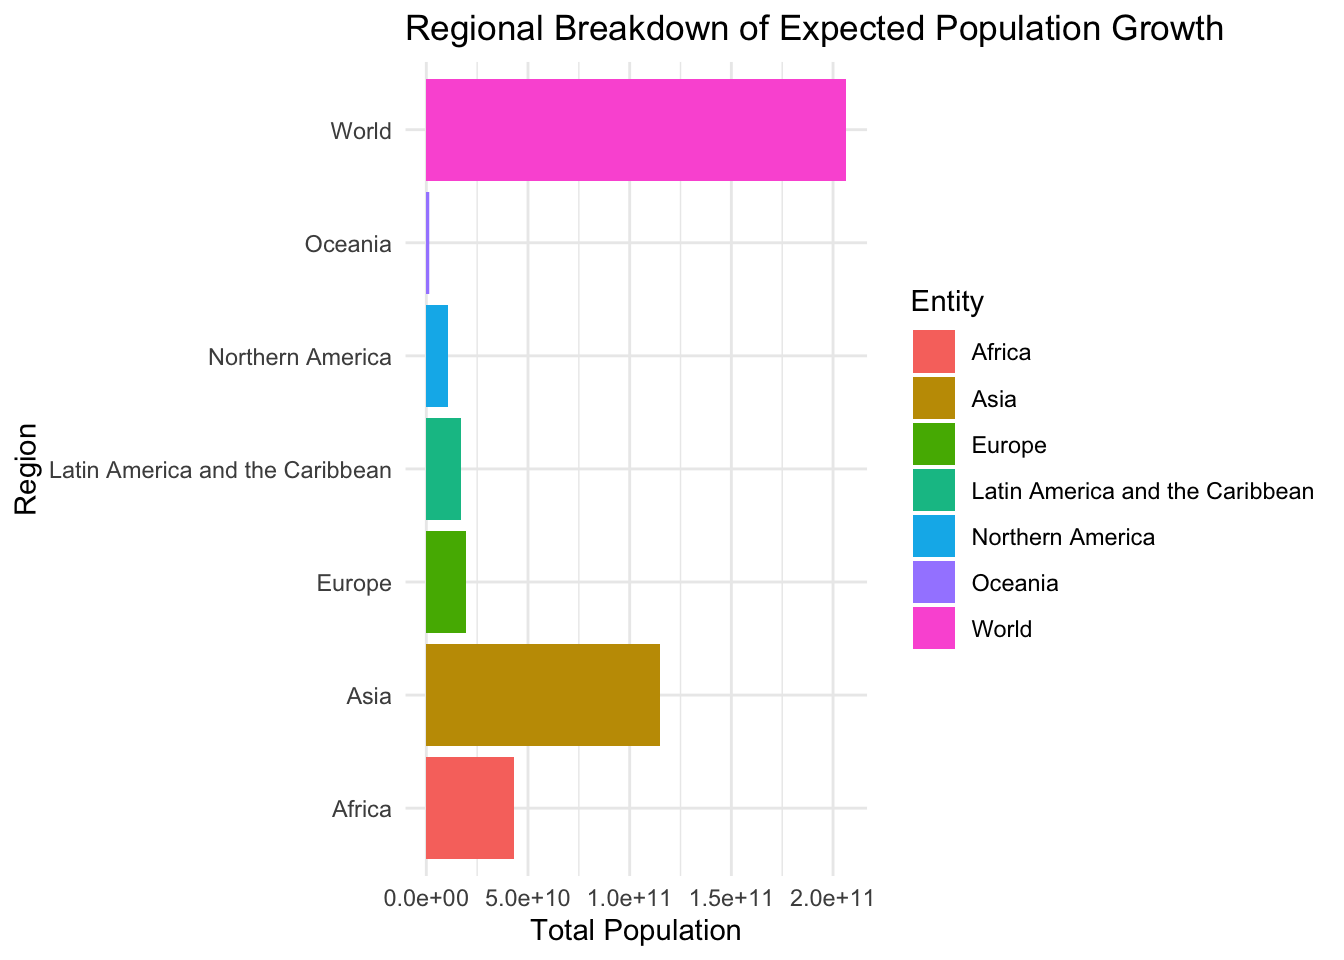 Regional Breakdown of Expected Population Growth
World
Oceania
Northern America
Latin America and the Caribbean
Europe
Asia
Africa
Region
0.0e+00 5.0e+10 1.0e+11 1.5e+11 2.0e+11
Total Population
Entity
Africa
Asia
Europe
Latin America and the Caribbean
Northern America
Oceania
World